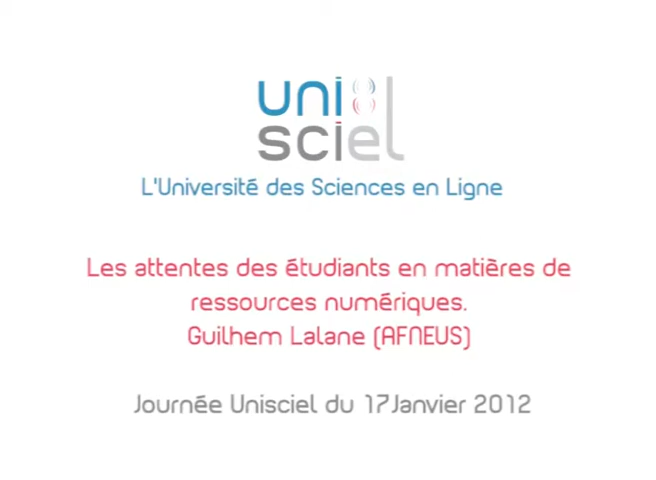 uni
sciel
L'Université des Sciences en Ligne
Les attentes des étudiants en matières de
ressources numériques.
Guilhem Lalane (AFNEUS)
Journée Unisciel du 17Janvier 2012